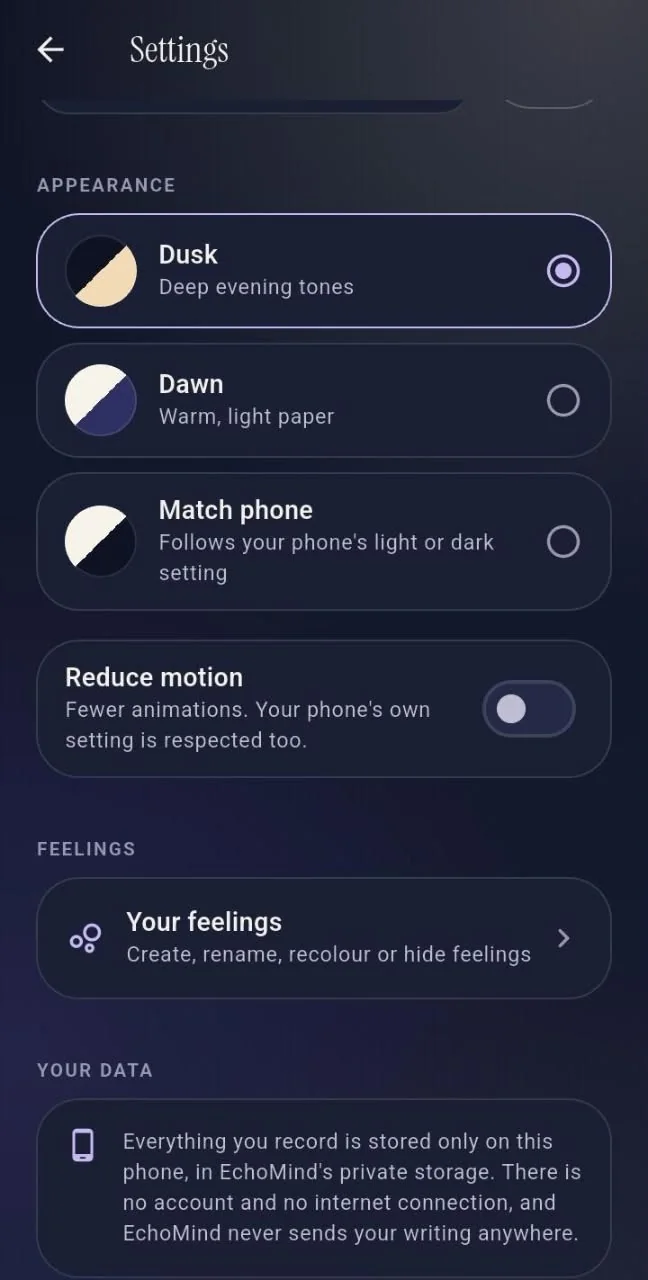 Settings
APPEARANCE
Dusk
Deep evening tones
Dawn
Warm, light paper
Match phone
Follows your phone's light or dark
setting
Reduce motion
Fewer animations. Your phone's own
setting is respected too.
FEELINGS
Your feelings
Create, rename, recolour or hide feelings
YOUR DATA
Everything you record is stored only on this
phone, in EchoMind's private storage. There is
no account and no internet connection, and
EchoMind never sends your writing anywhere.